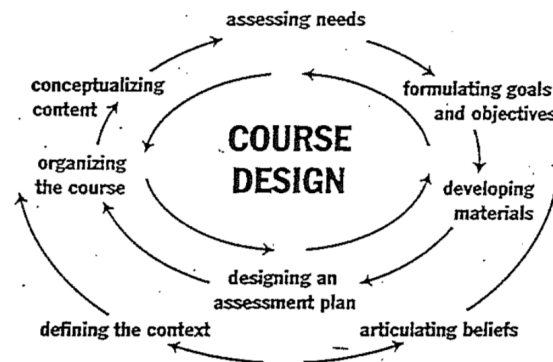 assessing needs
conceptualizing
content
formulating goals
and objectives
COURSE
DESIGN
organizing
the course
developing
materials
designing an
assessment plan
defining the context
articulating beliefs